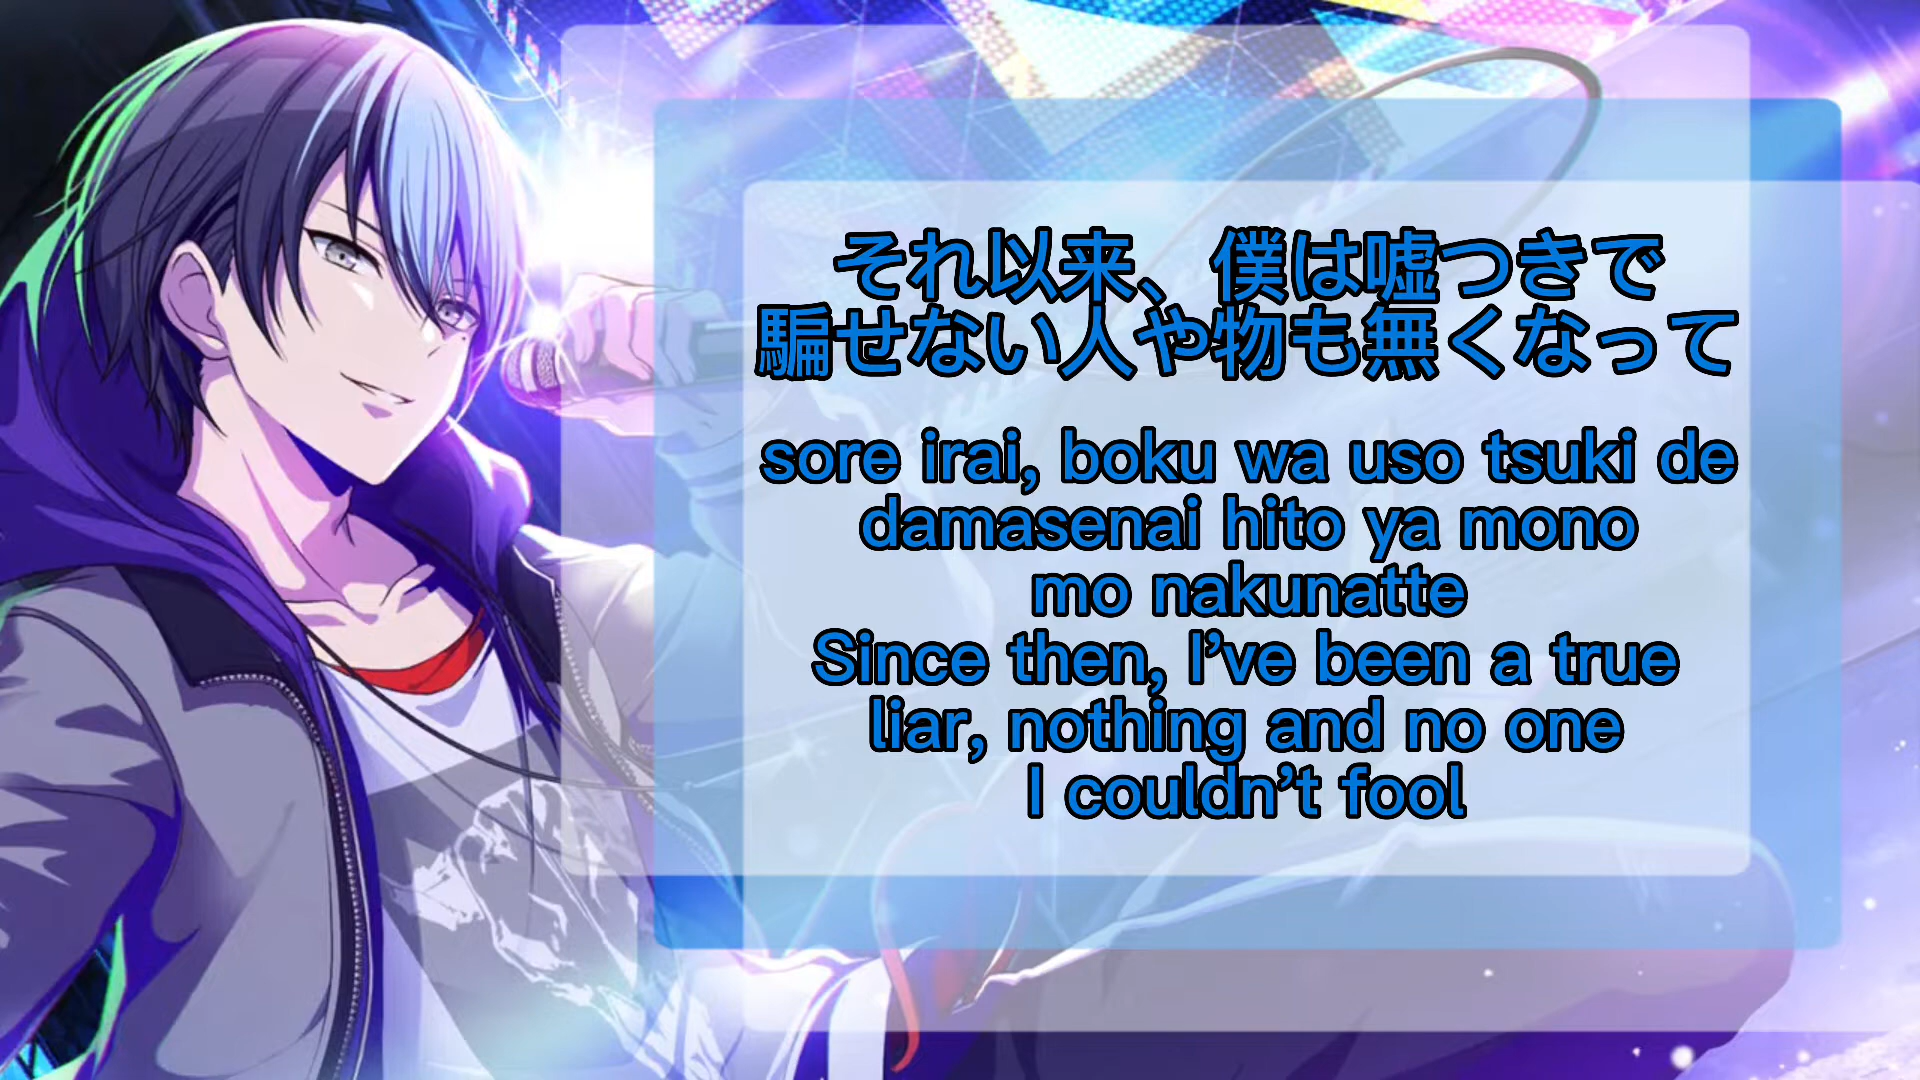 それ以来、僕は嘘つきで
騙せない人や物も無くなって
sore irai, boku wa uso tsuki de
damasenai hito ya mono
mo nakunatte
Since then, I’ve been a true
liar, nothing and no one
I couldn’t fool